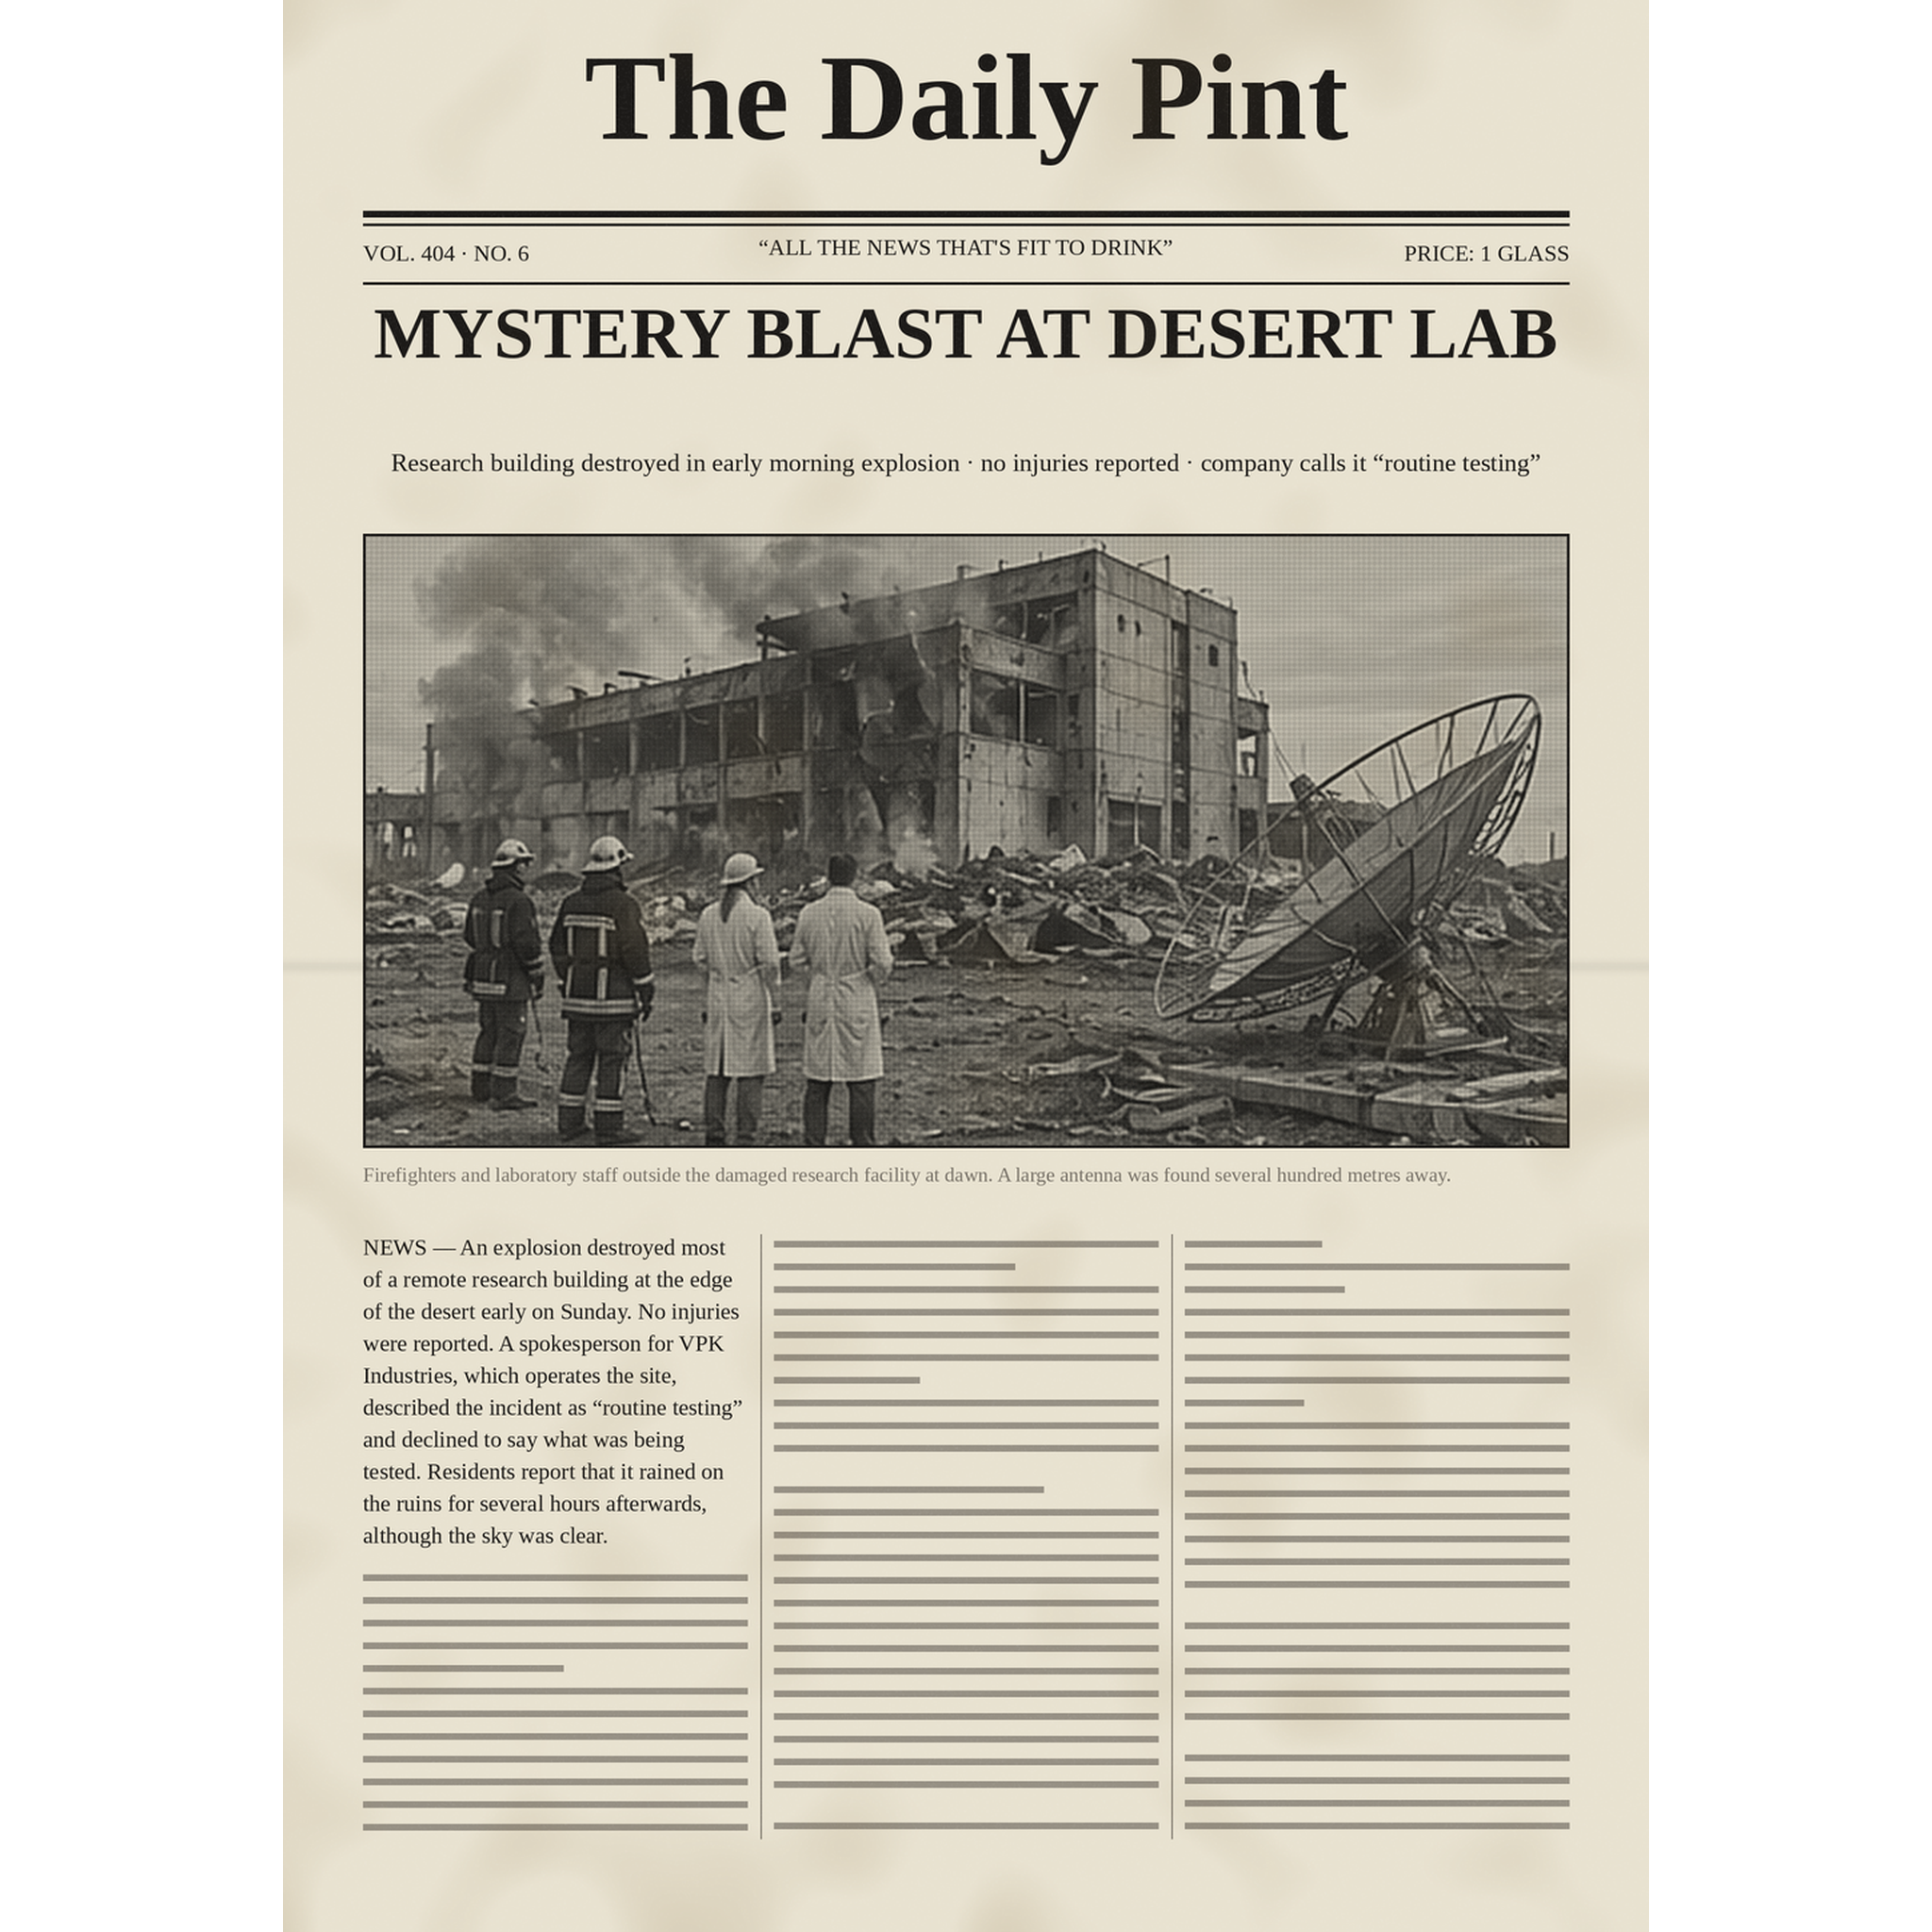 The Daily Pint
VOL. 404 · NO. 6
“ALL THE NEWS THAT'S FIT TO DRINK”
PRICE: 1 GLASS
MYSTERY BLAST AT DESERT LAB
Research building destroyed in early morning explosion · no injuries reported · company calls it “routine testing”
Firefighters and laboratory staff outside the damaged research facility at dawn. A large antenna was found several hundred metres away.
NEWS — An explosion destroyed most
of a remote research building at the edge
of the desert early on Sunday. No injuries
were reported. A spokesperson for VPK
Industries, which operates the site,
described the incident as “routine testing”
and declined to say what was being
tested. Residents report that it rained on
the ruins for several hours afterwards,
although the sky was clear.